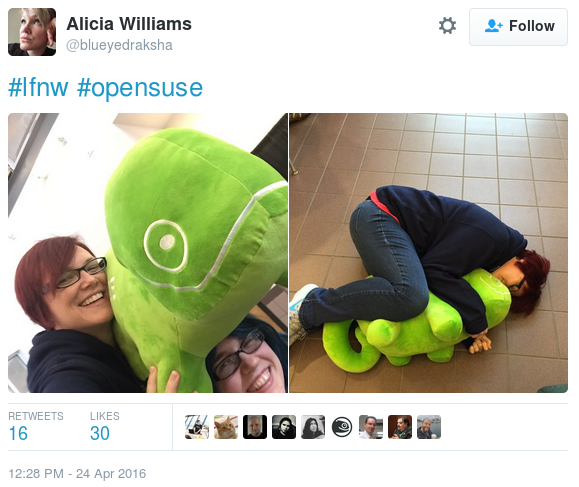 Alicia Williams
@blueyedraksha
Follow
#lfnw #opensuse
RETWEETS LIKES
16 30
12:28 PM - 24 Apr 2016